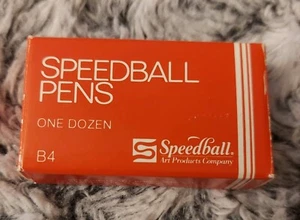 SPEEDBALL
PENS
ONE DOZEN
B4
Speedball.
Art Products Company